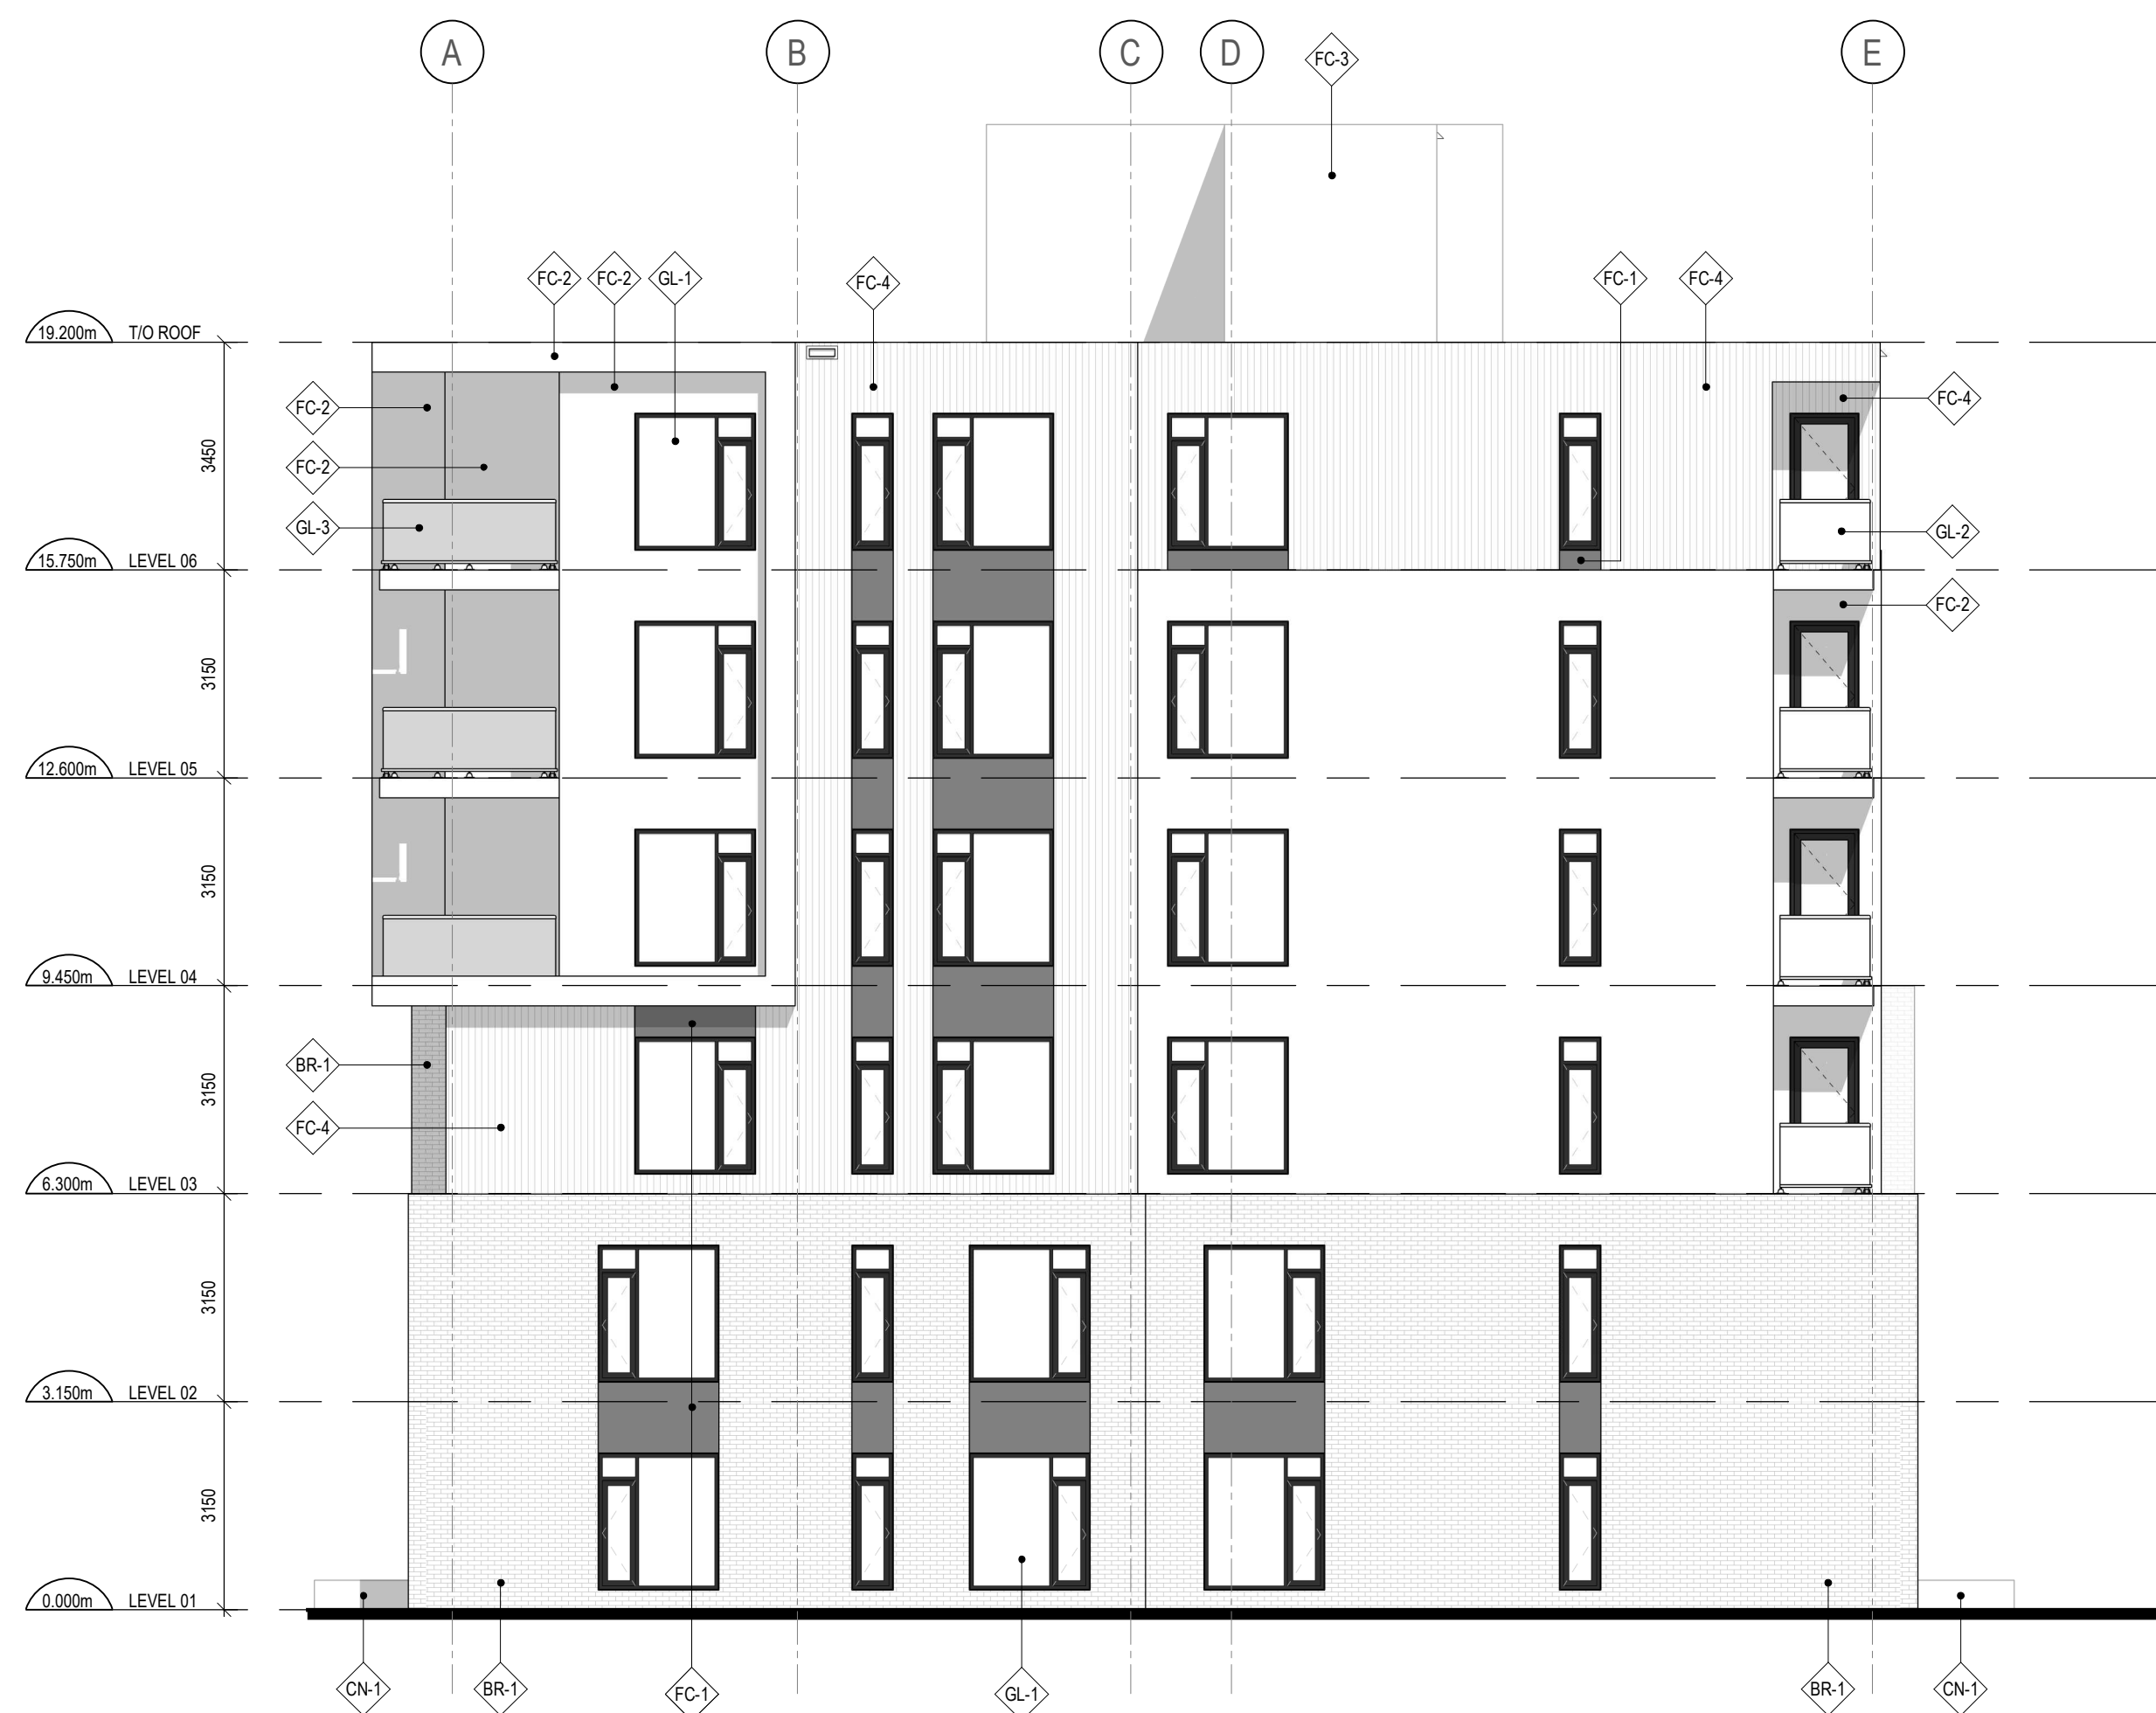 A
B
C
D
E
FC-3
FC-2
FC-2
GL-1
FC-4
FC-1
FC-4
19.200m T/O ROOF
FC-2
FC-4
3450
FC-2
GL-3
GL-2
15.750m LEVEL 06
FC-2
3150
12.600m LEVEL 05
3150
9.450m LEVEL 04
BR-1
3150
FC-4
6.300m LEVEL 03
3150
3.150m LEVEL 02
3150
0.000m LEVEL 01
CN-1
BR-1
FC-1
GL-1
BR-1
CN-1